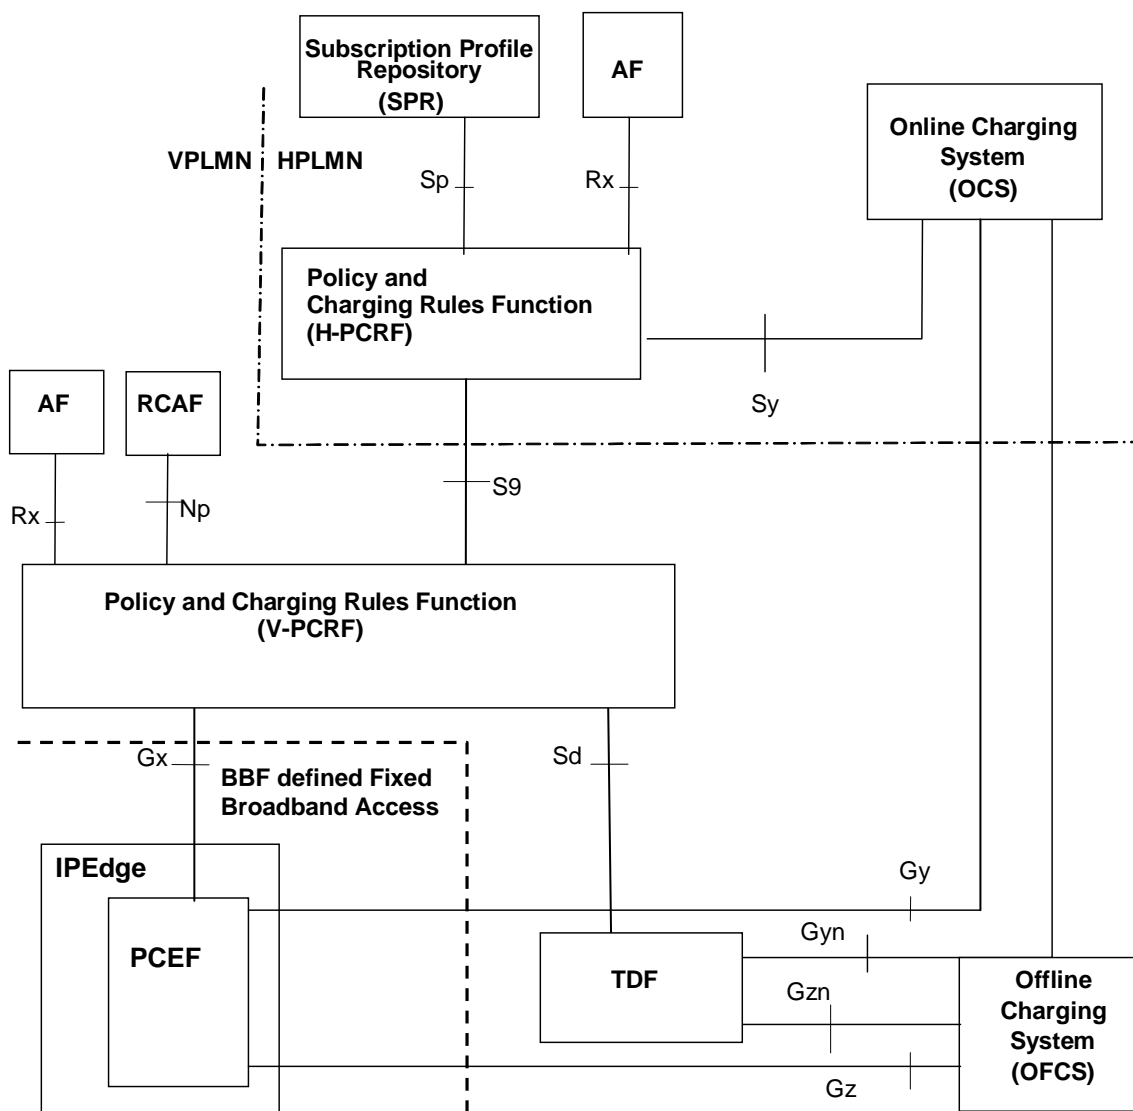 Subscription Profile
Repository
(SPR)
AF
Online Charging
System
(OCS)
VPLMN
HPLMN
Sp
Rx
Policy and
Charging Rules Function
(H-PCRF)
Sy
AF
RCAF
Rx
Np
S9
Policy and Charging Rules Function
(V-PCRF)
Gx
Sd
BBF defined Fixed
Broadband Access
IPEdge
PCEF
Gy
Gyn
TDF
Gzn
Gz
Offline
Charging
System
(OFCS)